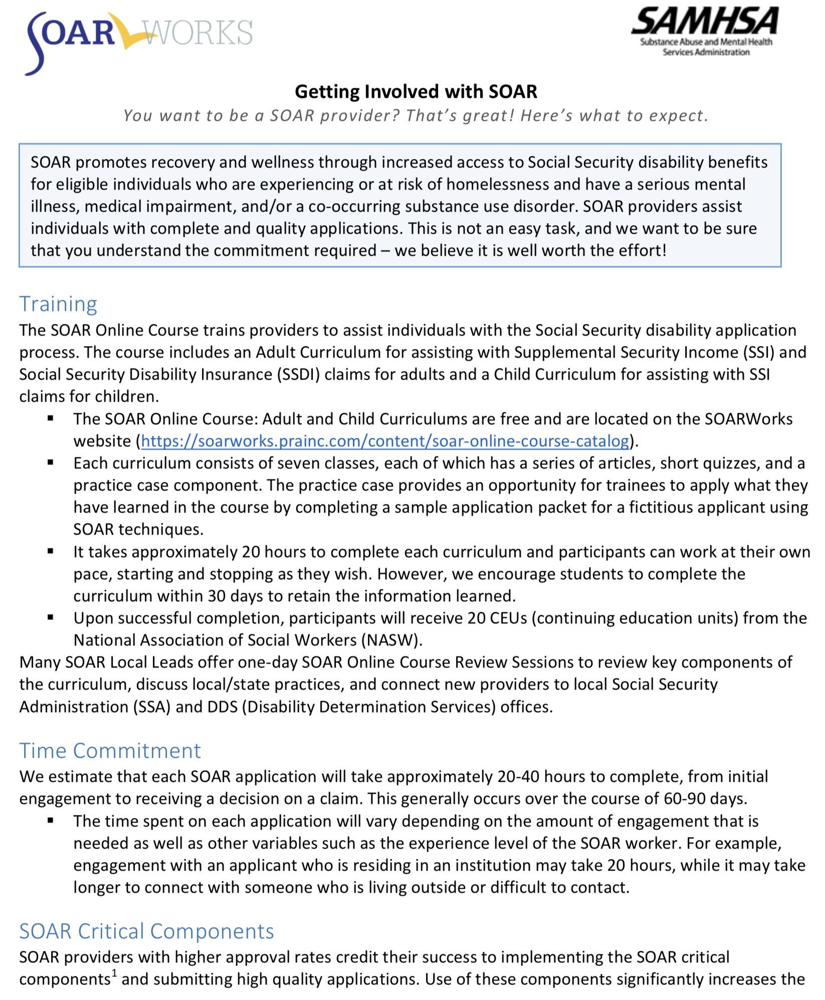 SOAR WORKS
SAMHSA
Substance Abuse and Mental Health
Services Administration
Getting Involved with SOAR
You want to be a SOAR provider? That's great! Here's what to expect.
SOAR promotes recovery and wellness through increased access to Social Security disability benefits
for eligible individuals who are experiencing or at risk of homelessness and have a serious mental
illness, medical impairment, and/or a co-occurring substance use disorder. SOAR providers assist
individuals with complete and quality applications. This is not an easy task, and we want to be sure
that you understand the commitment required – we believe it is well worth the effort!
Training
The SOAR Online Course trains providers to assist individuals with the Social Security disability application
process. The course includes an Adult Curriculum for assisting with Supplemental Security Income (SSI) and
Social Security Disability Insurance (SSDI) claims for adults and a Child Curriculum for assisting with SSI
claims for children.
▪ The SOAR Online Course: Adult and Child Curriculums are free and are located on the SOARWorks
website (https://soarworks.prainc.com/content/soar-online-course-catalog).
▪ Each curriculum consists of seven classes, each of which has a series of articles, short quizzes, and a
practice case component. The practice case provides an opportunity for trainees to apply what they
have learned in the course by completing a sample application packet for a fictitious applicant using
SOAR techniques.
▪ It takes approximately 20 hours to complete each curriculum and participants can work at their own
pace, starting and stopping as they wish. However, we encourage students to complete the
curriculum within 30 days to retain the information learned.
▪ Upon successful completion, participants will receive 20 CEUs (continuing education units) from the
National Association of Social Workers (NASW).
Many SOAR Local Leads offer one-day SOAR Online Course Review Sessions to review key components of
the curriculum, discuss local/state practices, and connect new providers to local Social Security
Administration (SSA) and DDS (Disability Determination Services) offices.
Time Commitment
We estimate that each SOAR application will take approximately 20-40 hours to complete, from initial
engagement to receiving a decision on a claim. This generally occurs over the course of 60-90 days.
▪ The time spent on each application will vary depending on the amount of engagement that is
needed as well as other variables such as the experience level of the SOAR worker. For example,
engagement with an applicant who is residing in an institution may take 20 hours, while it may take
longer to connect with someone who is living outside or difficult to contact.
SOAR Critical Components
SOAR providers with higher approval rates credit their success to implementing the SOAR critical
components¹ and submitting high quality applications. Use of these components significantly increases the